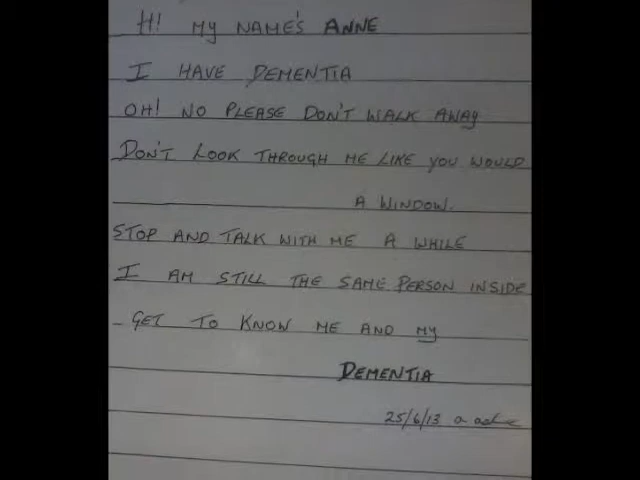 HI MY NAME'S ANNE
I HAVE DEMENTIA
OH! NO PLEASE DON'T WALK AWAY
DON'T LOOK THROUGH ME LIKE YOU WOULD
A WINDOW.
STOP AND TALK WITH ME A WHILE
I AM STILL THE SAME PERSON INSIDE
- GET TO KNOW ME AND MY
DEMENTIA
25/6/13 a